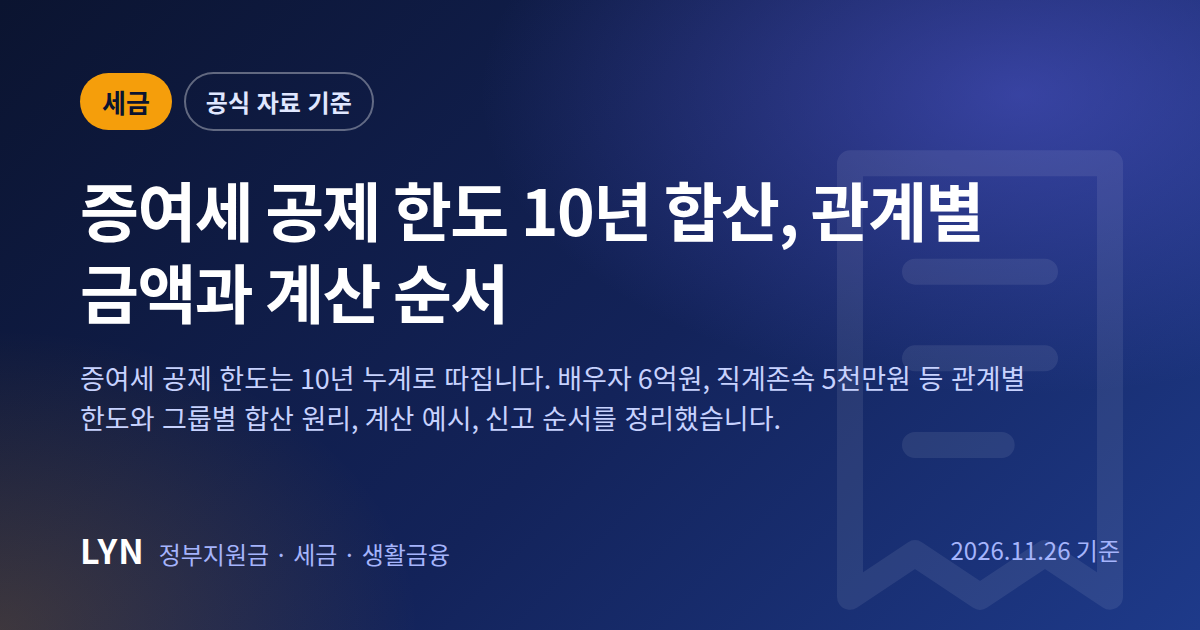 세금 공식 자료 기준
증여세 공제 한도 10년 합산, 관계별
금액과 계산 순서
증여세 공제 한도는 10년 누계로 따집니다. 배우자 6억원, 직계존속 5천만원 등 관계별
한도와 그룹별 합산 원리, 계산 예시, 신고 순서를 정리했습니다.
LYN 정부지원금 · 세금 · 생활금융 2026.11.26 기준